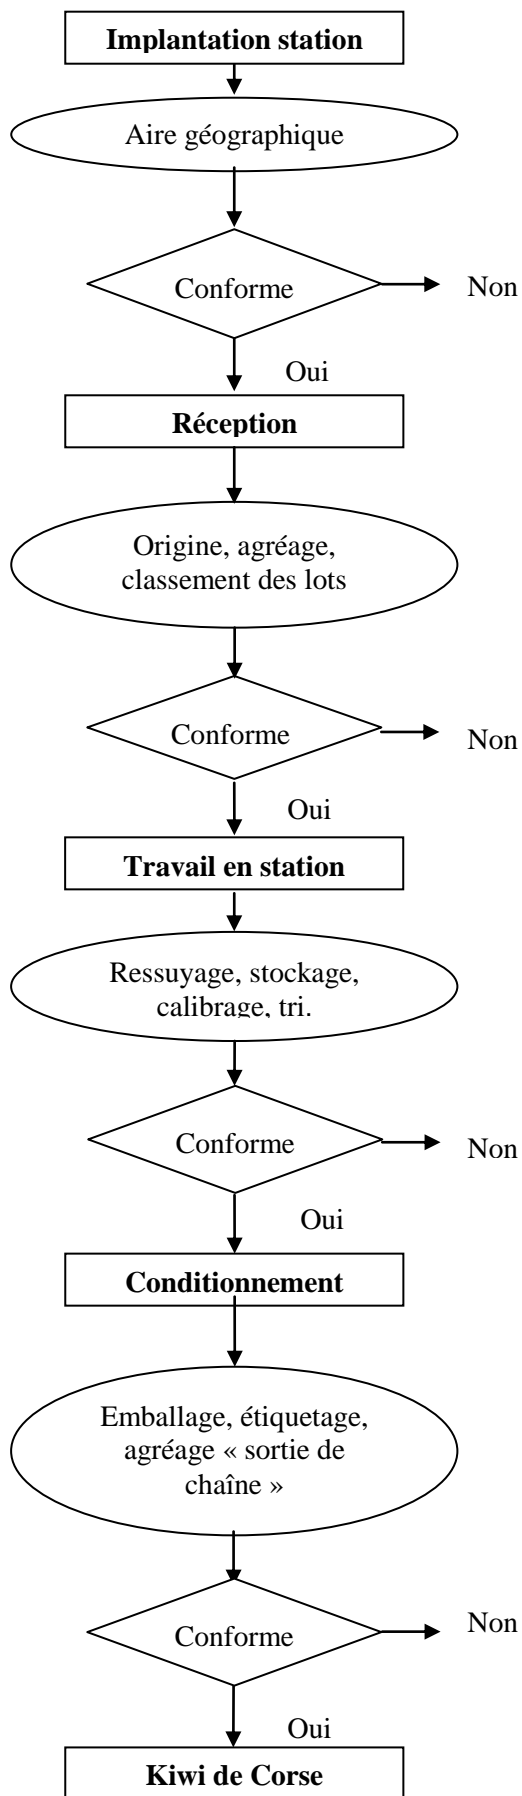 Implantation station
Aire géographique
Conforme
Non
Oui
Réception
Origine, agréage,
classement des lots
Conforme
Non
Oui
Travail en station
Ressuyage, stockage,
calibrage, tri.
Conforme
Non
Oui
Conditionnement
Emballage, étiquetage,
agréage « sortie de
chaîne »
Conforme
Non
Oui
Kiwi de Corse